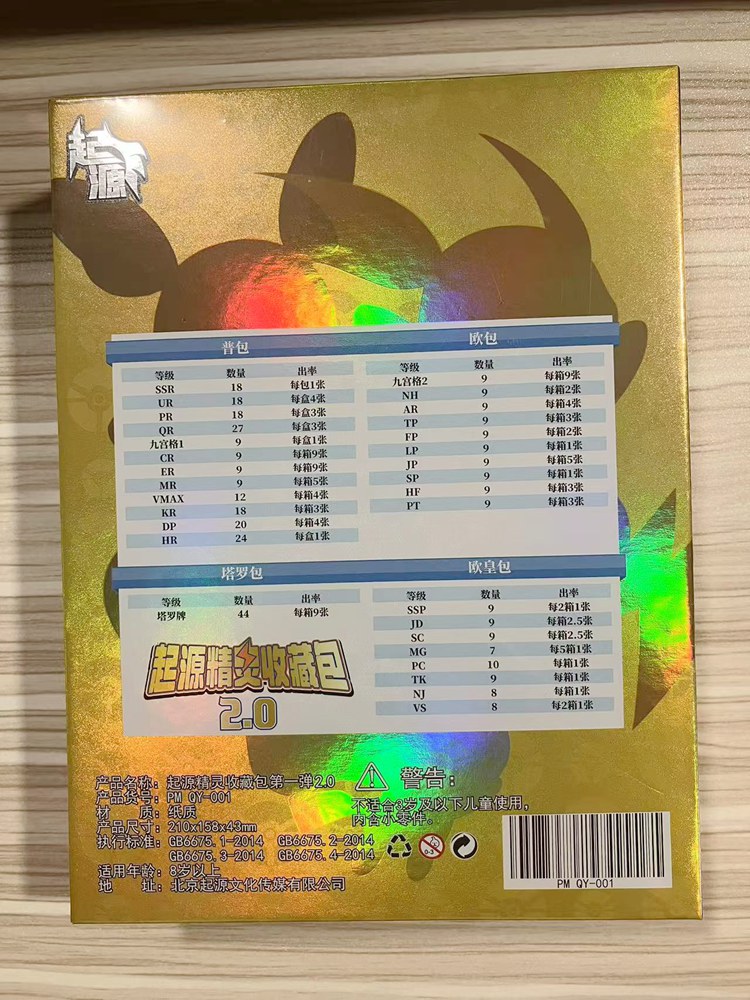 起源
普包
等级 数量 出率
SSR 18 每包1张
UR 18 每盒4张
PR 18 每盒3张
QR 27 每盒3张
九宫格1 9 每盒1张
CR 9 每箱9张
ER 9 每箱9张
MR 9 每箱5张
VMAX 12 每箱4张
KR 18 每箱3张
DP 20 每箱4张
HR 24 每盒1张
欧包
等级 数量 出率
九宫格2 9 每箱9张
NH 9 每箱2张
AR 9 每箱4张
TP 9 每箱3张
FP 9 每箱2张
LP 9 每箱1张
JP 9 每箱5张
SP 9 每箱1张
HF 9 每箱3张
PT 9 每箱3张
塔罗包
等级 数量 出率
塔罗牌 44 每箱9张
起源精灵收藏包
2.0
欧皇包
等级 数量 出率
SSP 9 每2箱1张
JD 9 每箱2.5张
SC 9 每箱2.5张
MG 7 每5箱1张
PC 10 每箱1张
TK 9 每箱1张
NJ 8 每箱1张
VS 8 每2箱1张
产品名称：起源精灵收藏包第一弹2.0
产品货号：PM QY-001
材 质：纸质
产品尺寸：210x158x43mm
执行标准：GB6675.1-2014 GB6675.2-2014
GB6675.3-2014 GB6675.4-2014
适用年龄：8岁以上
地 址：北京起源文化传媒有限公司
警告：
不适合3岁及以下儿童使用，
内含小零件。
0-3
PM QY-001